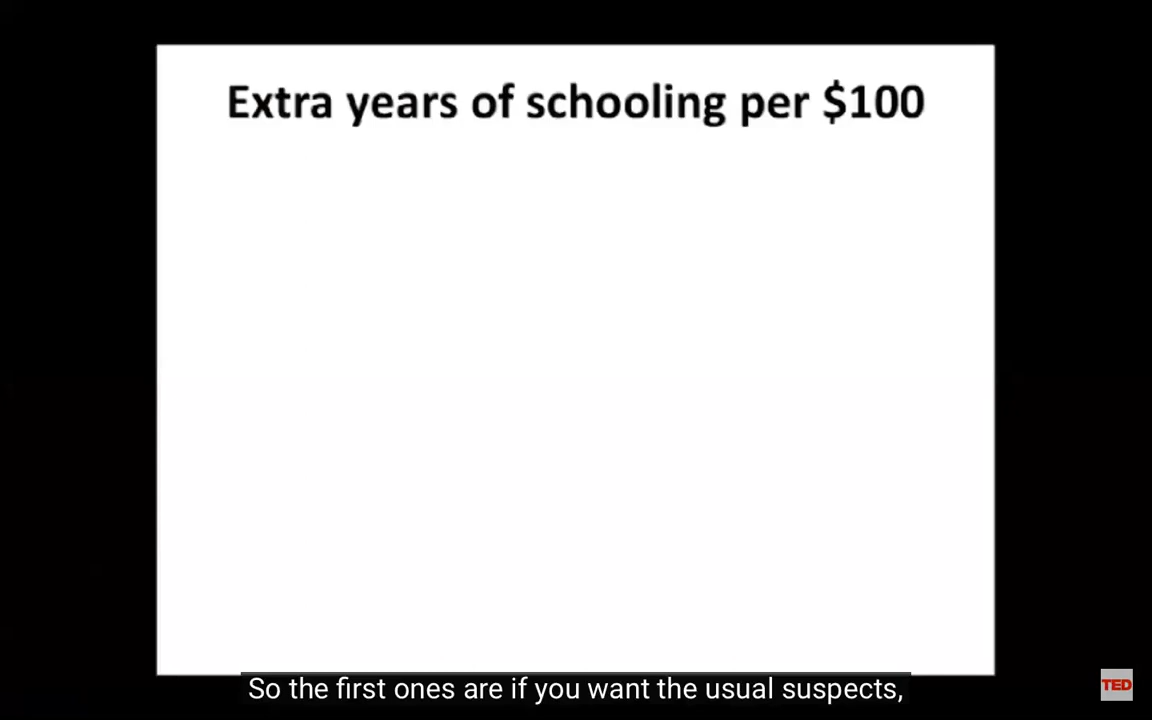 Extra years of schooling per $100
So the first ones are if you want the usual suspects,
TED